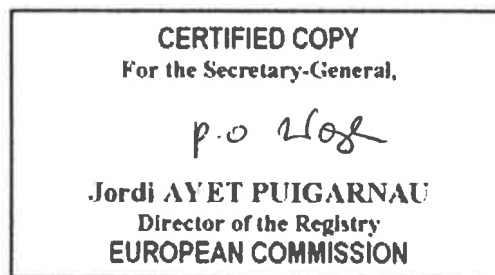 CERTIFIED COPY
For the Secretary-General,
p.o
Jordi AYET PUIGARNAU
Director of the Registry
EUROPEAN COMMISSION